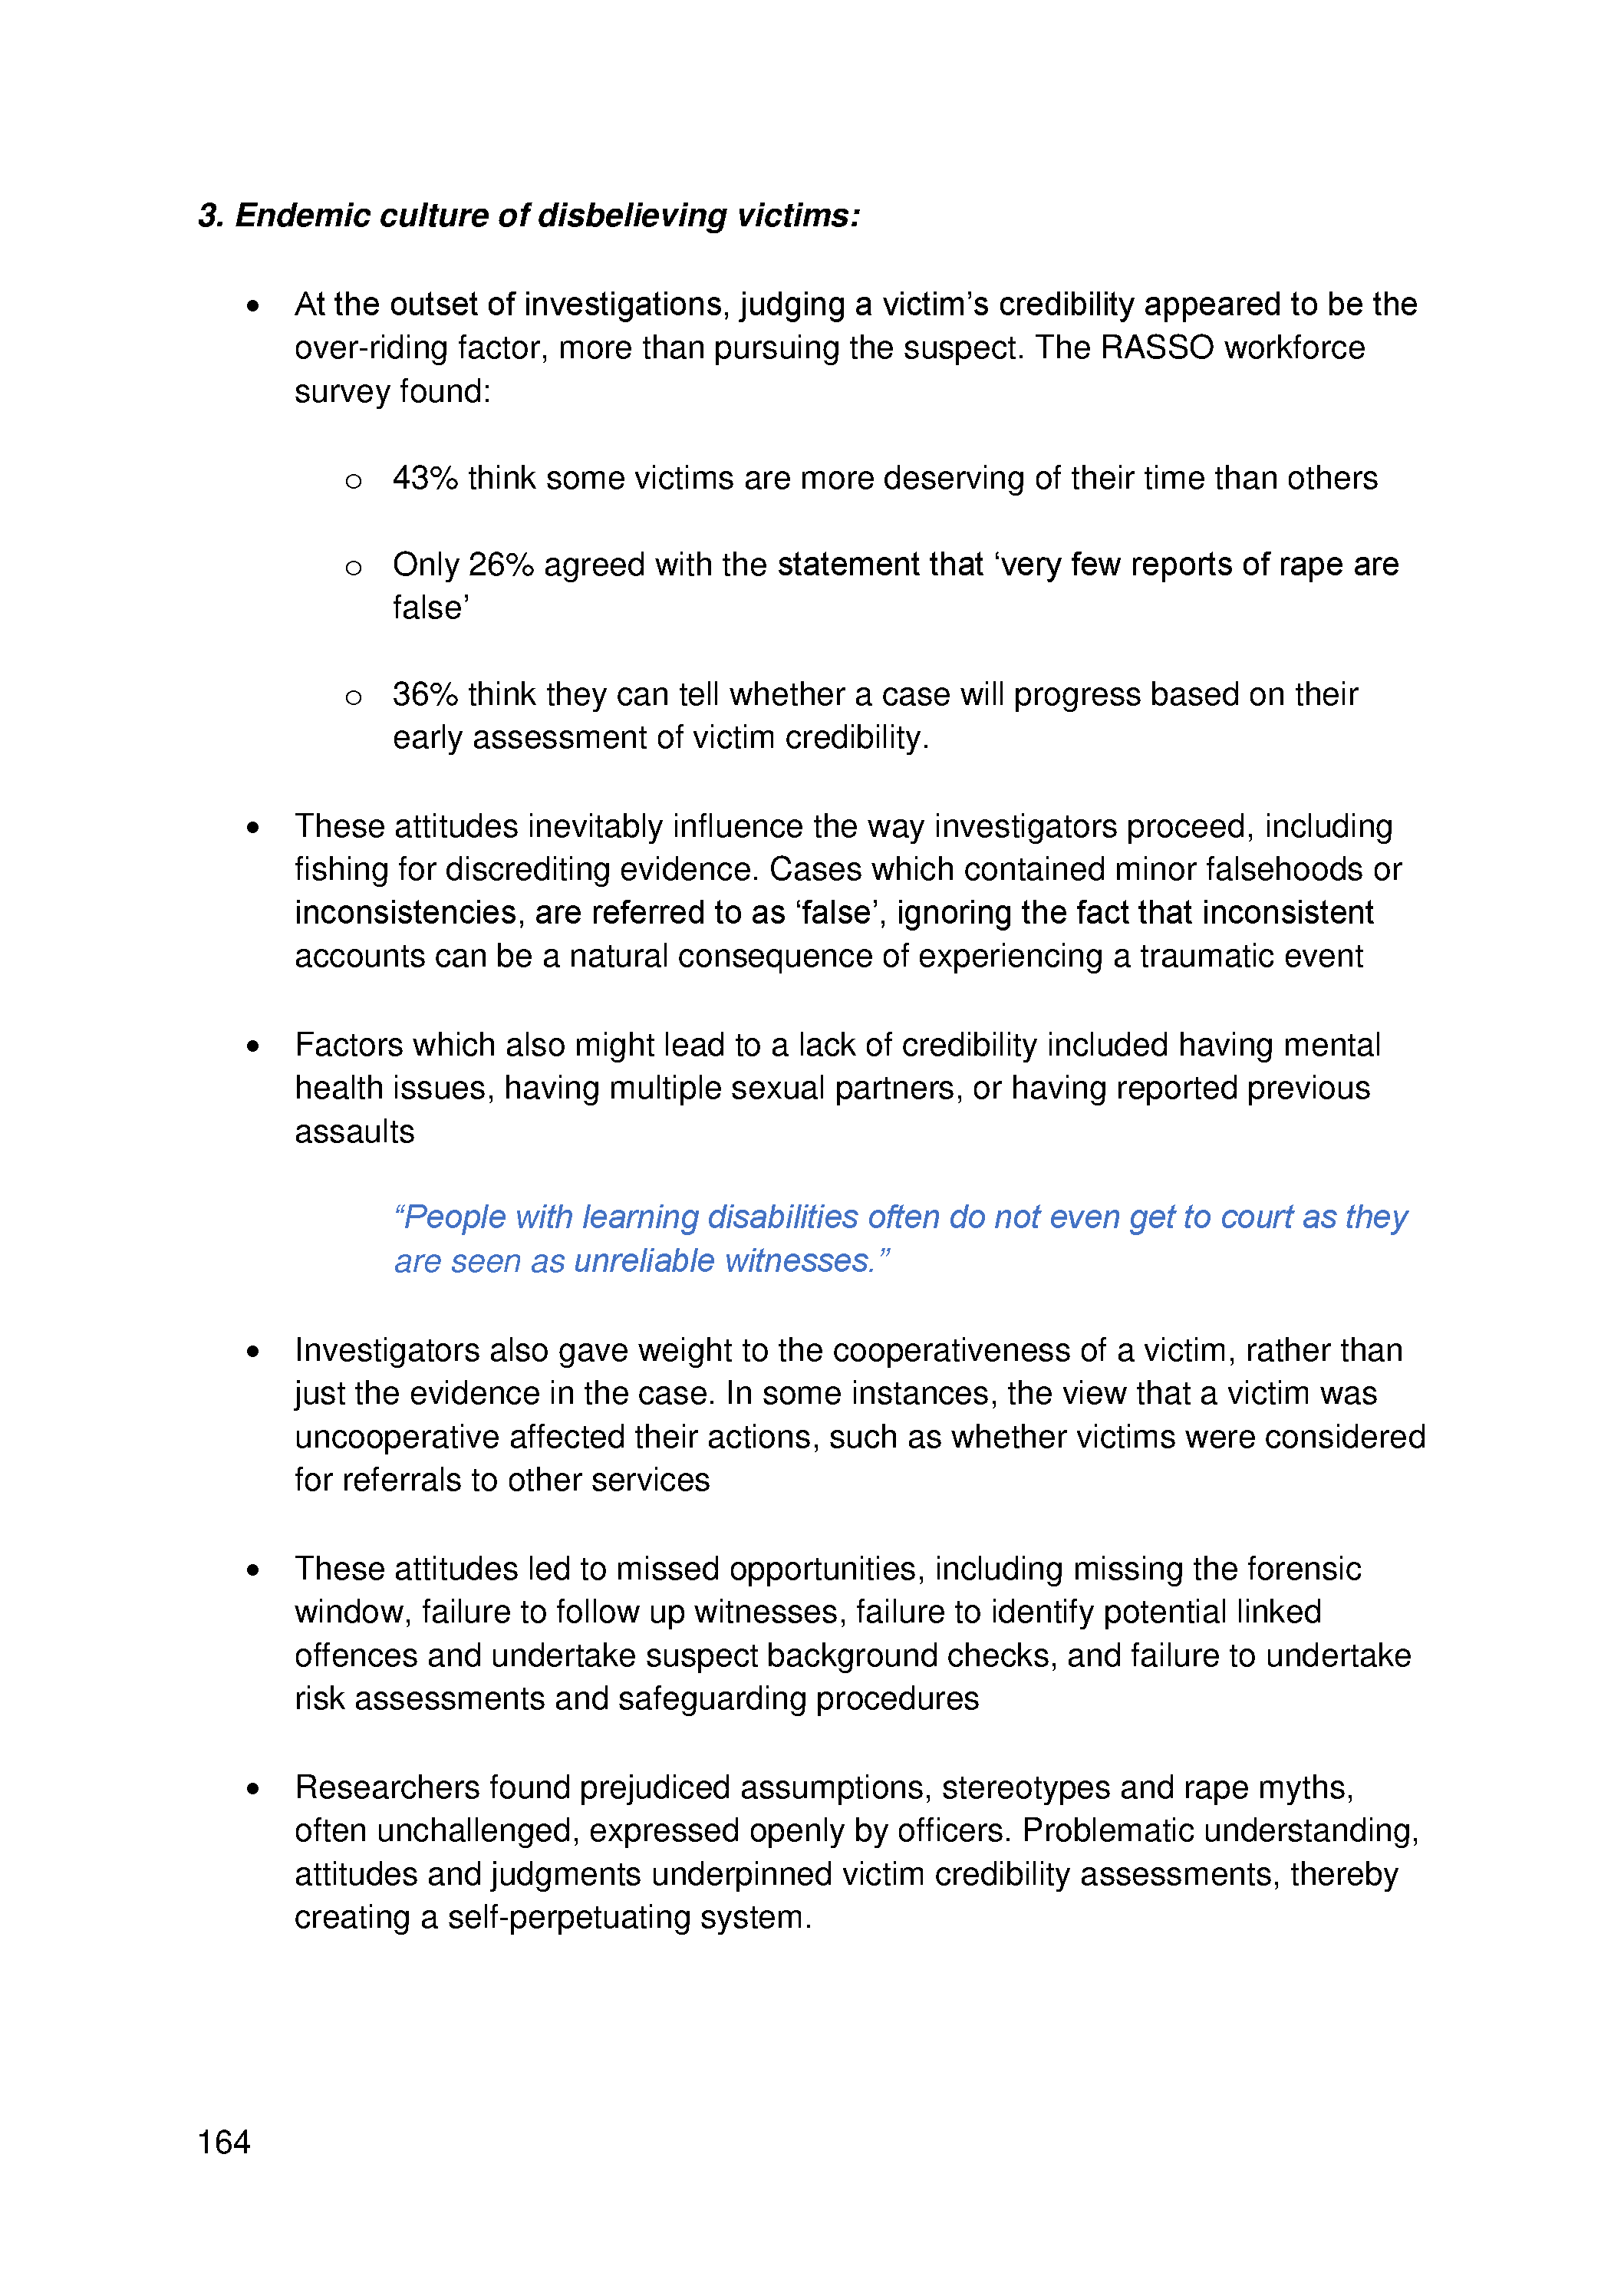 3. Endemic culture of disbelieving victims:
• At the outset of investigations, judging a victim’s credibility appeared to be the
over-riding factor, more than pursuing the suspect. The RASSO workforce
survey found:
o 43% think some victims are more deserving of their time than others
o Only 26% agreed with the statement that ‘very few reports of rape are
false’
o 36% think they can tell whether a case will progress based on their
early assessment of victim credibility.
• These attitudes inevitably influence the way investigators proceed, including
fishing for discrediting evidence. Cases which contained minor falsehoods or
inconsistencies, are referred to as ‘false’, ignoring the fact that inconsistent
accounts can be a natural consequence of experiencing a traumatic event
• Factors which also might lead to a lack of credibility included having mental
health issues, having multiple sexual partners, or having reported previous
assaults
“People with learning disabilities often do not even get to court as they
are seen as unreliable witnesses.”
• Investigators also gave weight to the cooperativeness of a victim, rather than
just the evidence in the case. In some instances, the view that a victim was
uncooperative affected their actions, such as whether victims were considered
for referrals to other services
• These attitudes led to missed opportunities, including missing the forensic
window, failure to follow up witnesses, failure to identify potential linked
offences and undertake suspect background checks, and failure to undertake
risk assessments and safeguarding procedures
• Researchers found prejudiced assumptions, stereotypes and rape myths,
often unchallenged, expressed openly by officers. Problematic understanding,
attitudes and judgments underpinned victim credibility assessments, thereby
creating a self-perpetuating system.
164